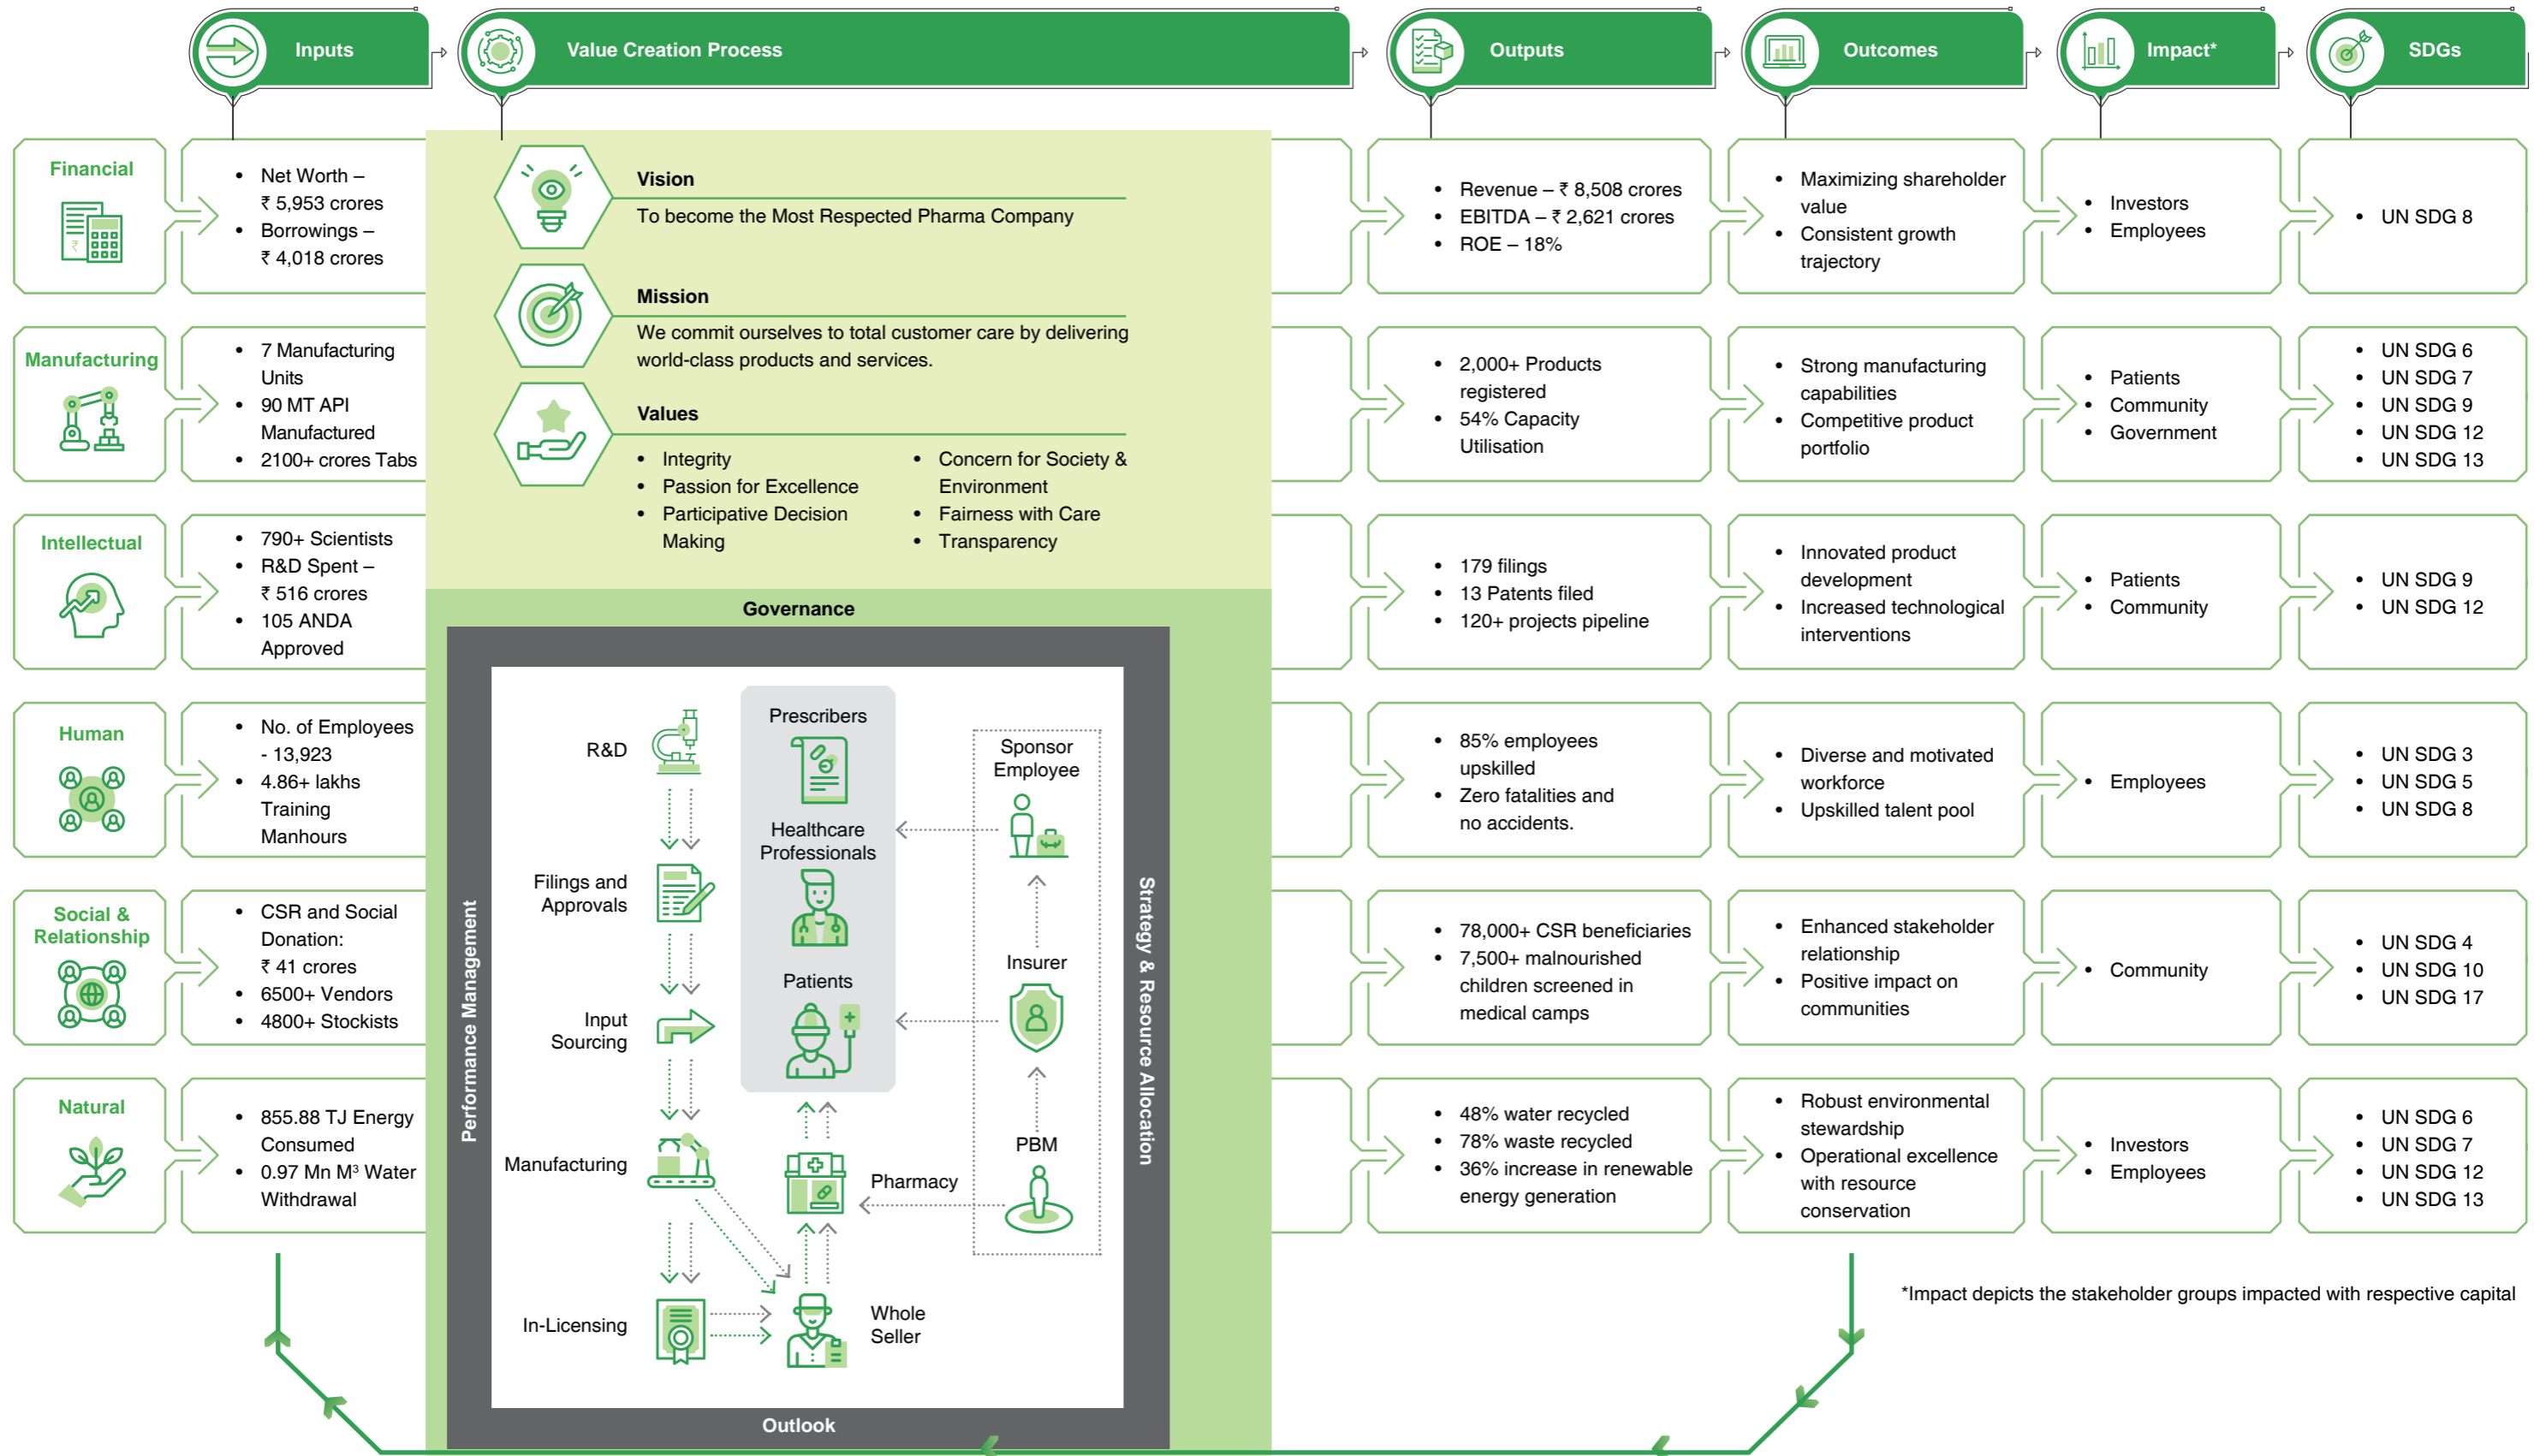 Inputs
Value Creation Process
Outputs
Outcomes
Impact*
SDGs
Financial
• Net Worth –
₹ 5,953 crores
• Borrowings –
₹ 4,018 crores
Vision
To become the Most Respected Pharma Company
Mission
We commit ourselves to total customer care by delivering
world-class products and services.
Values
• Integrity
• Passion for Excellence
• Participative Decision
Making
• Concern for Society &
Environment
• Fairness with Care
• Transparency
• Revenue – ₹ 8,508 crores
• EBITDA – ₹ 2,621 crores
• ROE – 18%
• Maximizing shareholder
value
• Consistent growth
trajectory
• Investors
• Employees
• UN SDG 8
Manufacturing
• 7 Manufacturing
Units
• 90 MT API
Manufactured
• 2100+ crores Tabs
• 2,000+ Products
registered
• 54% Capacity
Utilisation
• Strong manufacturing
capabilities
• Competitive product
portfolio
• Patients
• Community
• Government
• UN SDG 6
• UN SDG 7
• UN SDG 9
• UN SDG 12
• UN SDG 13
Intellectual
• 790+ Scientists
• R&D Spent –
₹ 516 crores
• 105 ANDA
Approved
• 179 filings
• 13 Patents filed
• 120+ projects pipeline
• Innovated product
development
• Increased technological
interventions
• Patients
• Community
• UN SDG 9
• UN SDG 12
Human
• No. of Employees
- 13,923
• 4.86+ lakhs
Training
Manhours
• 85% employees
upskilled
• Zero fatalities and
no accidents.
• Diverse and motivated
workforce
• Upskilled talent pool
• Employees
• UN SDG 3
• UN SDG 5
• UN SDG 8
Social &
Relationship
• CSR and Social
Donation:
₹ 41 crores
• 6500+ Vendors
• 4800+ Stockists
• 78,000+ CSR beneficiaries
• 7,500+ malnourished
children screened in
medical camps
• Enhanced stakeholder
relationship
• Positive impact on
communities
• Community
• UN SDG 4
• UN SDG 10
• UN SDG 17
Natural
• 855.88 TJ Energy
Consumed
• 0.97 Mn M³ Water
Withdrawal
• 48% water recycled
• 78% waste recycled
• 36% increase in renewable
energy generation
• Robust environmental
stewardship
• Operational excellence
with resource
conservation
• Investors
• Employees
• UN SDG 6
• UN SDG 7
• UN SDG 12
• UN SDG 13
Governance
Performance Management
Strategy & Resource Allocation
Outlook
R&D
Filings and
Approvals
Input
Sourcing
Manufacturing
In-Licensing
Prescribers
Healthcare
Professionals
Patients
Pharmacy
Whole
Seller
Sponsor
Employee
Insurer
PBM
₹
*Impact depicts the stakeholder groups impacted with respective capital